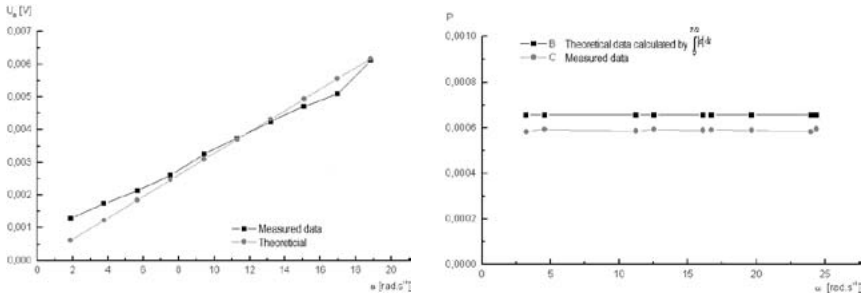 U [V]
0,007
0,006
0,005
0,004
0,003
0,002
0,001
0,000
0 2 4 6 8 10 12 14 16 18 20
[rad.s⁻¹]
Measured data
Theoreticial
P
0,0010
0,0008
0,0006
0,0004
0,0002
0,0000
0 5 10 15 20 25
ω [rad.s⁻¹]
B Theoretical data calculated by
C Measured data